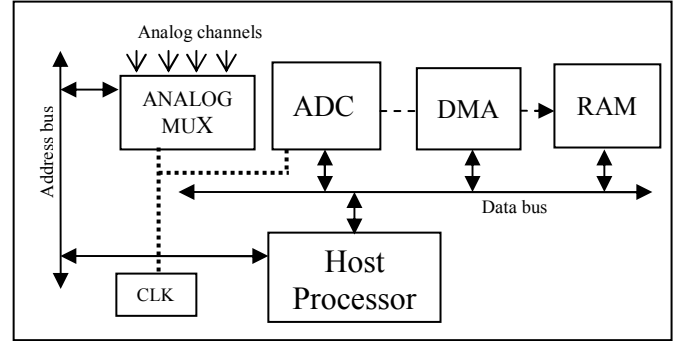 Analog channels
ANALOG
MUX
ADC
DMA
RAM
Address bus
Data bus
Host
Processor
CLK